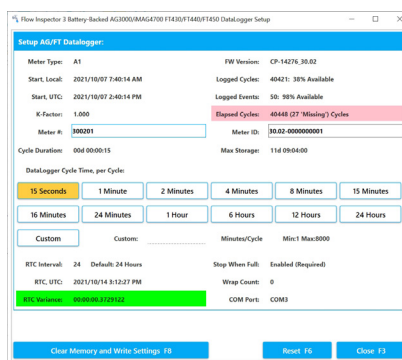 Flow Inspector 3 Battery-Backed AG3000/iMAG4700 FT430/FT440/FT450 DataLogger Setup
Setup AG/FT Datalogger:
Meter Type: A1 FW Version: CP-14276_30.02
Start, Local: 2021/10/07 7:40:14 AM Logged Cycles: 40421: 38% Available
Start, UTC: 2021/10/07 2:40:14 PM Logged Events: 50: 98% Available
K-Factor: 1.000 Elapsed Cycles: 40448 (27 'Missing') Cycles
Meter #: 300201 Meter ID: 30.02-0000000001
Cycle Duration: 00d 00:00:15 Max Storage: 11d 09:04:00
DataLogger Cycle Time, per Cycle:
15 Seconds 1 Minute 2 Minutes 4 Minutes 8 Minutes 15 Minutes
16 Minutes 24 Minutes 1 Hour 6 Hours 12 Hours 24 Hours
Custom Custom: Minutes/Cycle Min:1 Max:8000
RTC Interval: 24 Default: 24 Hours Stop When Full: Enabled (Required)
RTC, UTC: 2021/10/14 3:12:27 PM Wrap Count: 0
RTC Variance: 00:00:00.3729122 COM Port: COM3
Clear Memory and Write Settings F8 Reset F6 Close F3